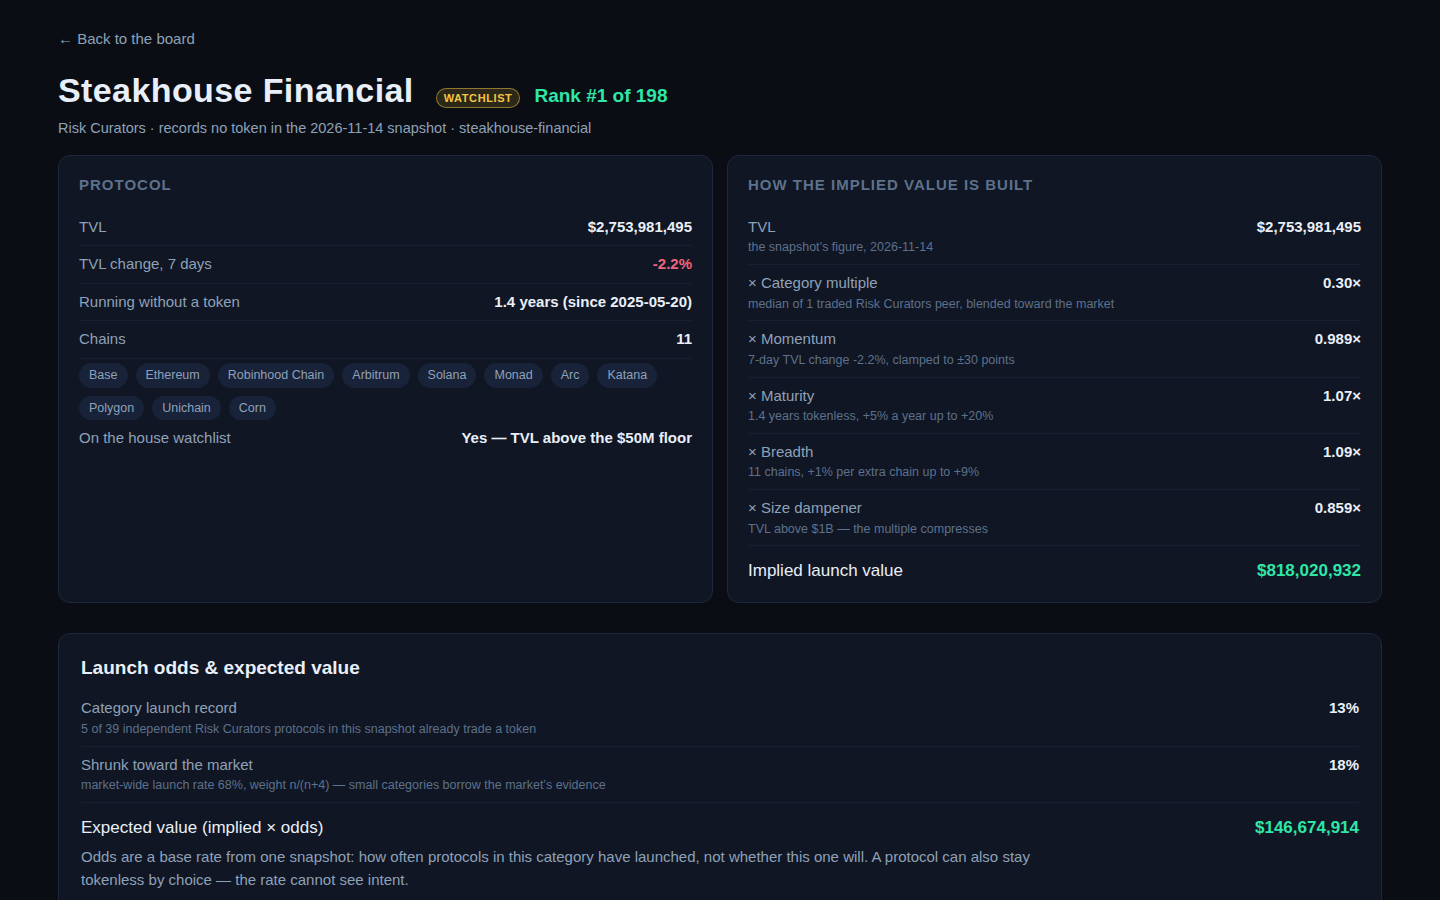 ← Back to the board
Steakhouse Financial WATCHLIST Rank #1 of 198
Risk Curators · records no token in the 2026-11-14 snapshot · steakhouse-financial
PROTOCOL
TVL $2,753,981,495
TVL change, 7 days -2.2%
Running without a token 1.4 years (since 2025-05-20)
Chains 11
Base Ethereum Robinhood Chain Arbitrum Solana Monad Arc Katana
Polygon Unichain Corn
On the house watchlist Yes — TVL above the $50M floor
HOW THE IMPLIED VALUE IS BUILT
TVL $2,753,981,495
the snapshot's figure, 2026-11-14
× Category multiple 0.30×
median of 1 traded Risk Curators peer, blended toward the market
× Momentum 0.989×
7-day TVL change -2.2%, clamped to ±30 points
× Maturity 1.07×
1.4 years tokenless, +5% a year up to +20%
× Breadth 1.09×
11 chains, +1% per extra chain up to +9%
× Size dampener 0.859×
TVL above $1B — the multiple compresses
Implied launch value $818,020,932
Launch odds & expected value
Category launch record 13%
5 of 39 independent Risk Curators protocols in this snapshot already trade a token
Shrunk toward the market 18%
market-wide launch rate 68%, weight n/(n+4) — small categories borrow the market's evidence
Expected value (implied × odds) $146,674,914
Odds are a base rate from one snapshot: how often protocols in this category have launched, not whether this one will. A protocol can also stay
tokenless by choice — the rate cannot see intent.